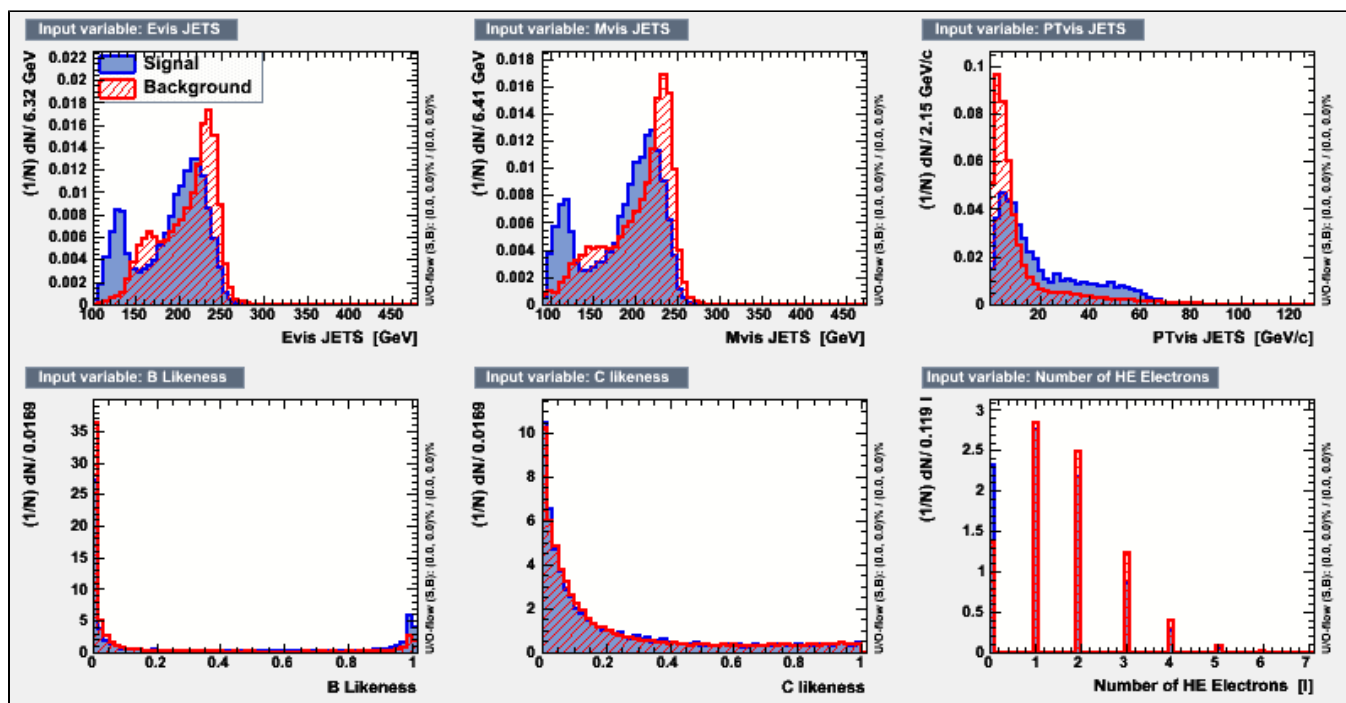 Input variable: Evis JETS
(1/N) dN/ 6.32 GeV
0.022
0.02
0.018
0.016
0.014
0.012
0.01
0.008
0.006
0.004
0.002
0
Signal
Background
100 150 200 250 300 350 400 450
Evis JETS [GeV]
U/O-flow (S,B): (0.0, 0.0)% / (0.0, 0.0)%
Input variable: Mvis JETS
(1/N) dN/ 6.41 GeV
0.018
0.016
0.014
0.012
0.01
0.008
0.006
0.004
0.002
0
100 150 200 250 300 350 400 450
Mvis JETS [GeV]
U/O-flow (S,B): (0.0, 0.0)% / (0.0, 0.0)%
Input variable: PTvis JETS
(1/N) dN/ 2.15 GeV/c
0.1
0.08
0.06
0.04
0.02
0
20 40 60 80 100 120
PTvis JETS [GeV/c]
U/O-flow (S,B): (0.0, 0.0)% / (0.0, 0.0)%
Input variable: B Likeness
(1/N) dN/ 0.0169
35
30
25
20
15
10
5
0
0 0.2 0.4 0.6 0.8 1
B Likeness
U/O-flow (S,B): (0.0, 0.0)% / (0.0, 0.0)%
Input variable: C likeness
(1/N) dN/ 0.0169
10
8
6
4
2
0
0 0.2 0.4 0.6 0.8 1
C likeness
U/O-flow (S,B): (0.0, 0.0)% / (0.0, 0.0)%
Input variable: Number of HE Electrons
(1/N) dN/ 0.119 I
3
2.5
2
1.5
1
0.5
0
0 1 2 3 4 5 6 7
Number of HE Electrons [I]
U/O-flow (S,B): (0.0, 0.0)% / (0.0, 0.0)%